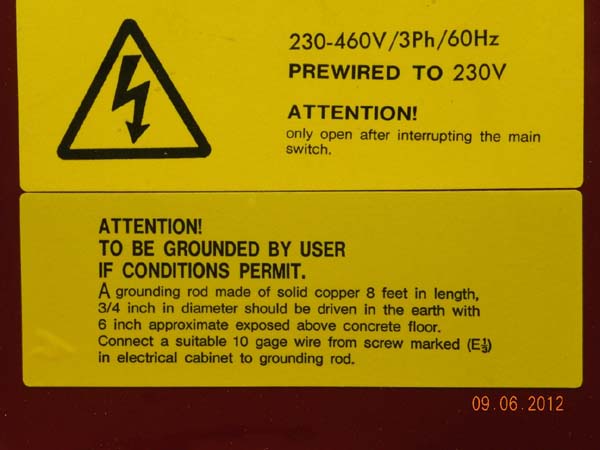 230-460V/3Ph/60Hz
PREWIRED TO 230V
ATTENTION!
only open after interrupting the main
switch.
ATTENTION!
TO BE GROUNDED BY USER
IF CONDITIONS PERMIT.
A grounding rod made of solid copper 8 feet in length,
3/4 inch in diameter should be driven in the earth with
6 inch approximate exposed above concrete floor.
Connect a suitable 10 gage wire from screw marked (E⏚)
in electrical cabinet to grounding rod.
09.06.2012